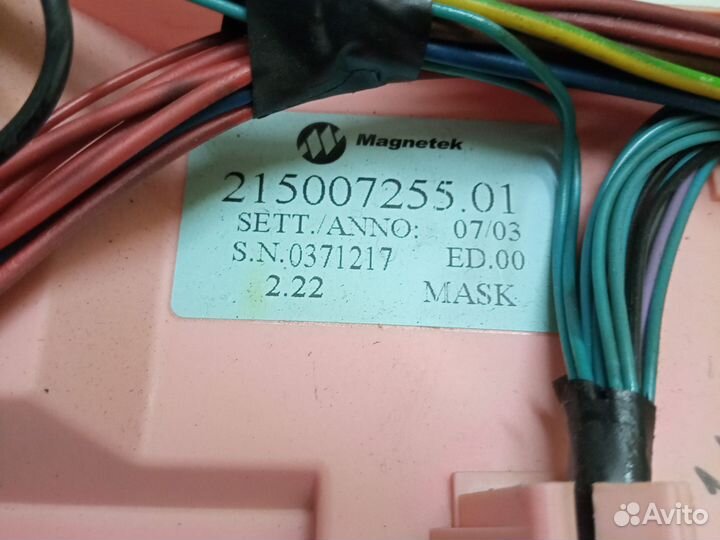 Magnetek
215007255.01
SETT./ANNO: 07/03
S.N.0371217 ED.00
2.22 MASK
Avito